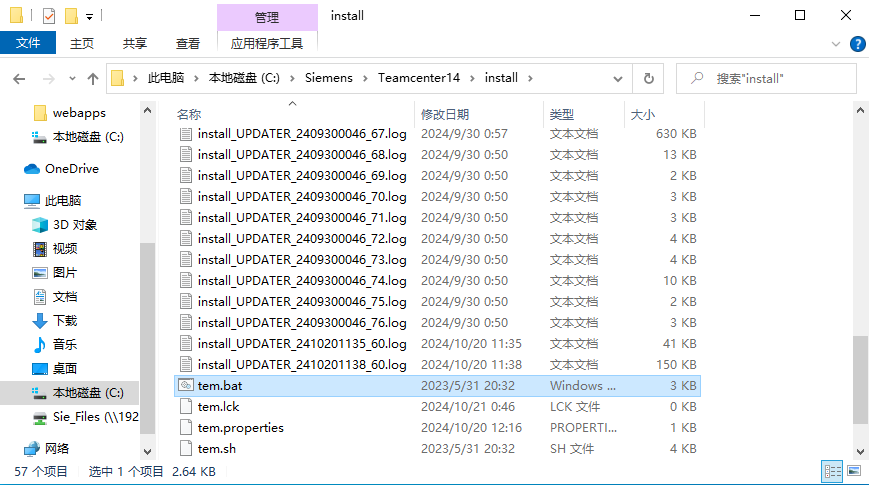 管理
install
文件
主页
共享
查看
应用程序工具
此电脑 › 本地磁盘 (C:) › Siemens › Teamcenter14 › install ›
搜索"install"
webapps
本地磁盘 (C:)
OneDrive
此电脑
3D 对象
视频
图片
文档
下载
音乐
桌面
本地磁盘 (C:)
Sie_Files (\\192
网络
名称 修改日期 类型 大小
install_UPDATER_2409300046_67.log 2024/9/30 0:57 文本文档 630 KB
install_UPDATER_2409300046_68.log 2024/9/30 0:50 文本文档 13 KB
install_UPDATER_2409300046_69.log 2024/9/30 0:50 文本文档 2 KB
install_UPDATER_2409300046_70.log 2024/9/30 0:50 文本文档 3 KB
install_UPDATER_2409300046_71.log 2024/9/30 0:50 文本文档 3 KB
install_UPDATER_2409300046_72.log 2024/9/30 0:50 文本文档 4 KB
install_UPDATER_2409300046_73.log 2024/9/30 0:50 文本文档 4 KB
install_UPDATER_2409300046_74.log 2024/9/30 0:50 文本文档 10 KB
install_UPDATER_2409300046_75.log 2024/9/30 0:50 文本文档 2 KB
install_UPDATER_2409300046_76.log 2024/9/30 0:50 文本文档 3 KB
install_UPDATER_2410201135_60.log 2024/10/20 11:35 文本文档 41 KB
install_UPDATER_2410201138_60.log 2024/10/20 11:38 文本文档 150 KB
tem.bat 2023/5/31 20:32 Windows ... 3 KB
tem.lck 2024/10/21 0:46 LCK 文件 0 KB
tem.properties 2024/10/20 12:16 PROPERTI... 1 KB
tem.sh 2023/5/31 20:32 SH 文件 4 KB
57 个项目 选中 1 个项目 2.64 KB